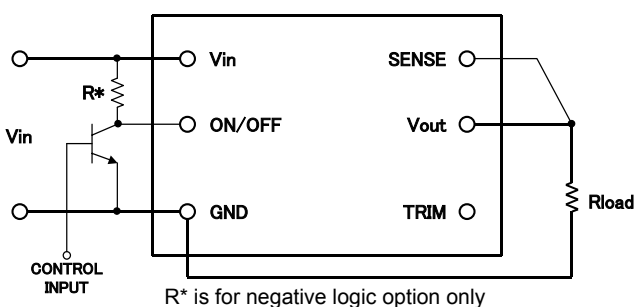 Vin
SENSE
R*
ON/OFF
Vout
Vin
GND
TRIM
Rload
CONTROL
INPUT
R* is for negative logic option only